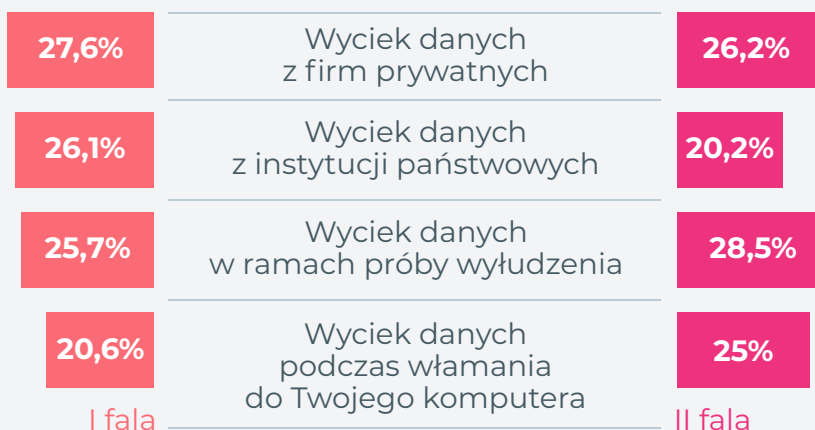 27,6%
Wyciek danych
z firm prywatnych
26,2%
26,1%
Wyciek danych
z instytucji państwowych
20,2%
25,7%
Wyciek danych
w ramach próby wyłudzenia
28,5%
20,6%
Wyciek danych
podczas włamania
do Twojego komputera
25%
I fala
II fala